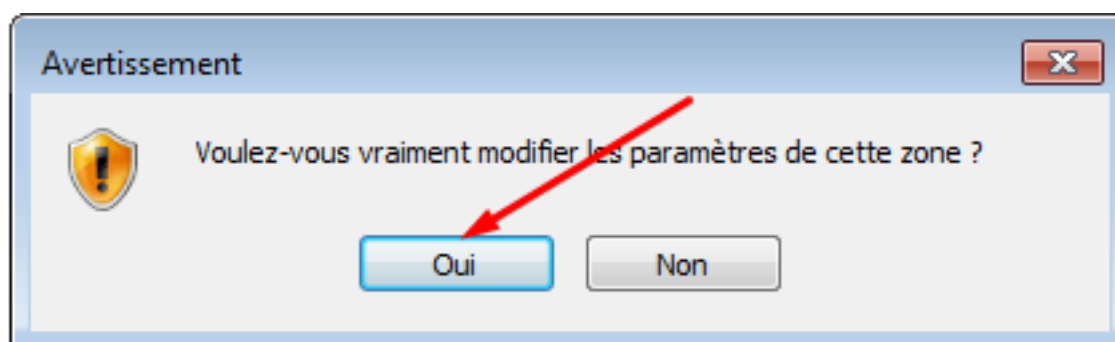 Avertissement
Voulez-vous vraiment modifier les paramètres de cette zone ?
Oui
Non